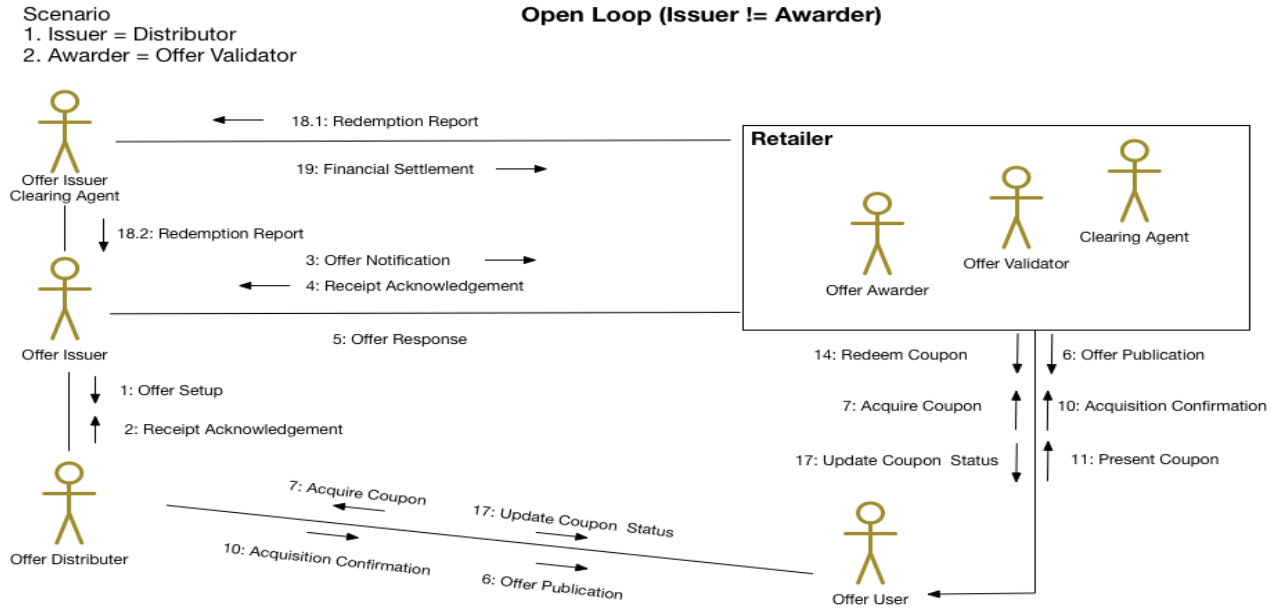 Scenario
Open Loop (Issuer != Awarder)
1. Issuer = Distributor
2. Awarder = Offer Validator
18.1: Redemption Report
Retailer
19: Financial Settlement
Offer Issuer
Clearing Agent
18.2: Redemption Report
Clearing Agent
Offer Validator
3: Offer Notification
4: Receipt Acknowledgement
Offer Awarder
Offer Issuer
5: Offer Response
14: Redeem Coupon
6: Offer Publication
1: Offer Setup
7: Acquire Coupon
10: Acquisition Confirmation
2: Receipt Acknowledgement
17: Update Coupon Status
11: Present Coupon
7: Acquire Coupon
17: Update Coupon Status
Offer Distributer
10: Acquisition Confirmation
6: Offer Publication
Offer User